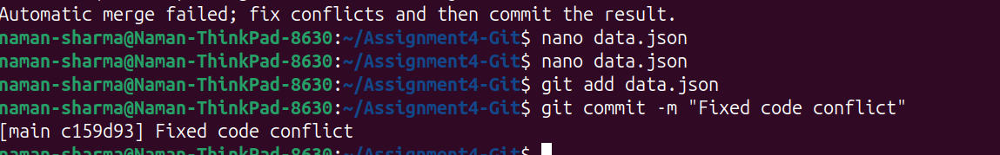 Automatic merge failed; fix conflicts and then commit the result.
naman-sharma@Naman-ThinkPad-8630:~/Assignment4-Git$ nano data.json
naman-sharma@Naman-ThinkPad-8630:~/Assignment4-Git$ nano data.json
naman-sharma@Naman-ThinkPad-8630:~/Assignment4-Git$ git add data.json
naman-sharma@Naman-ThinkPad-8630:~/Assignment4-Git$ git commit -m "Fixed code conflict"
[main c159d93] Fixed code conflict
naman-sharma@Naman-ThinkPad-8630:~/Assignment4-Git$